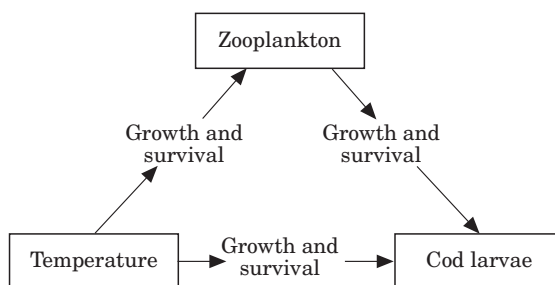 Zooplankton
Growth and
survival
Growth and
survival
Temperature
Growth and
survival
Cod larvae